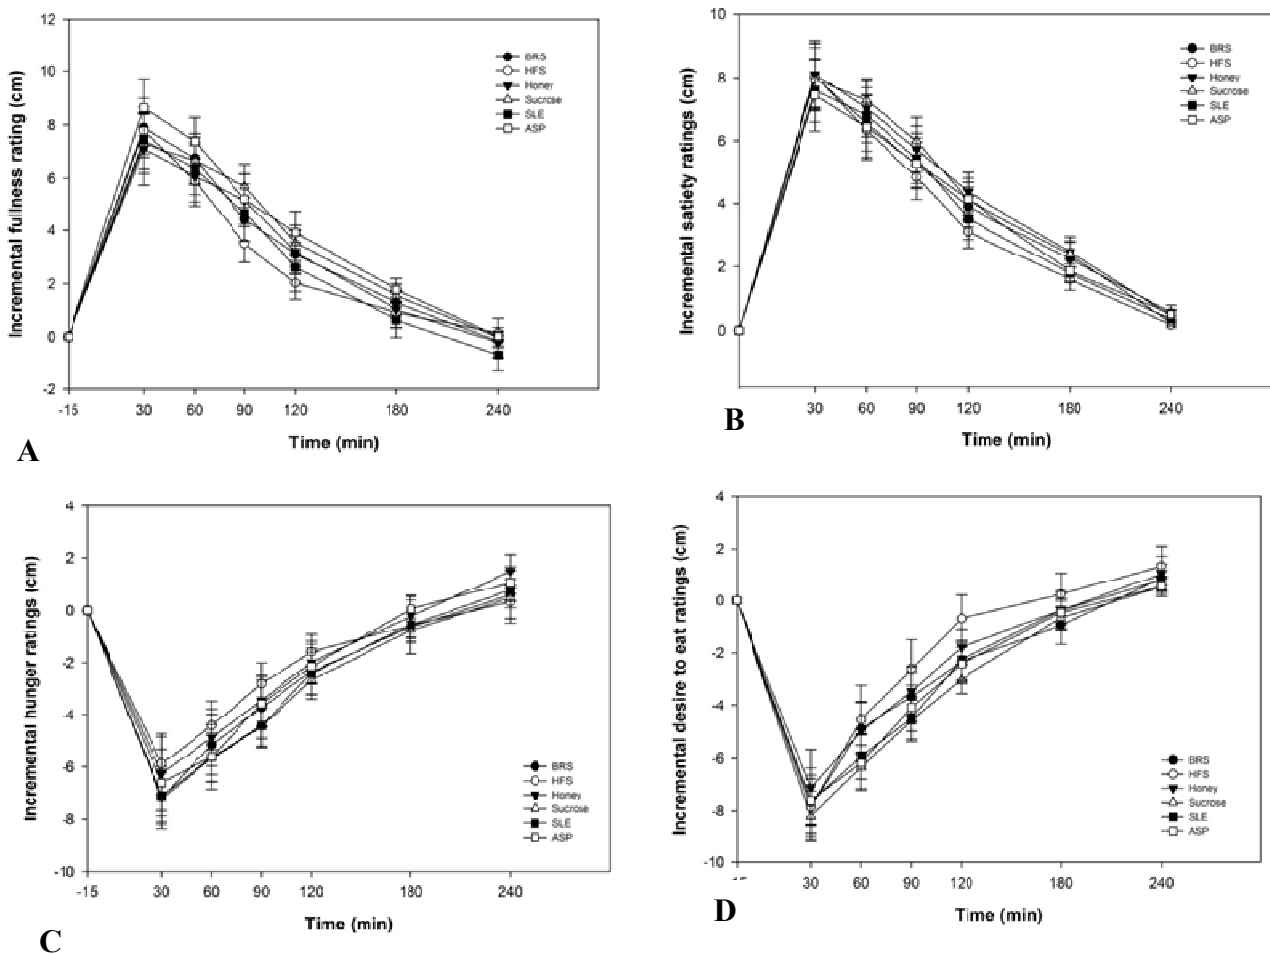 12
10
8
6
4
2
0
-2
Incremental fullness rating (cm)
BRS
HFS
Honey
Sucrose
SLE
ASP
-15 30 60 90 120 180 240
Time (min)
A
10
8
6
4
2
0
Incremental satiety ratings (cm)
BRS
HFS
Honey
Sucrose
SLE
ASP
30 60 90 120 180 240
Time (min)
B
4
2
0
-2
-4
-6
-8
-10
Incremental hunger ratings (cm)
BRS
HFS
Honey
Sucrose
SLE
ASP
-15 30 60 90 120 180 240
Time (min)
C
4
2
0
-2
-4
-6
-8
-10
Incremental desire to eat ratings (cm)
BRS
HFS
Honey
Sucrose
SLE
ASP
30 60 90 120 180 240
Time (min)
D